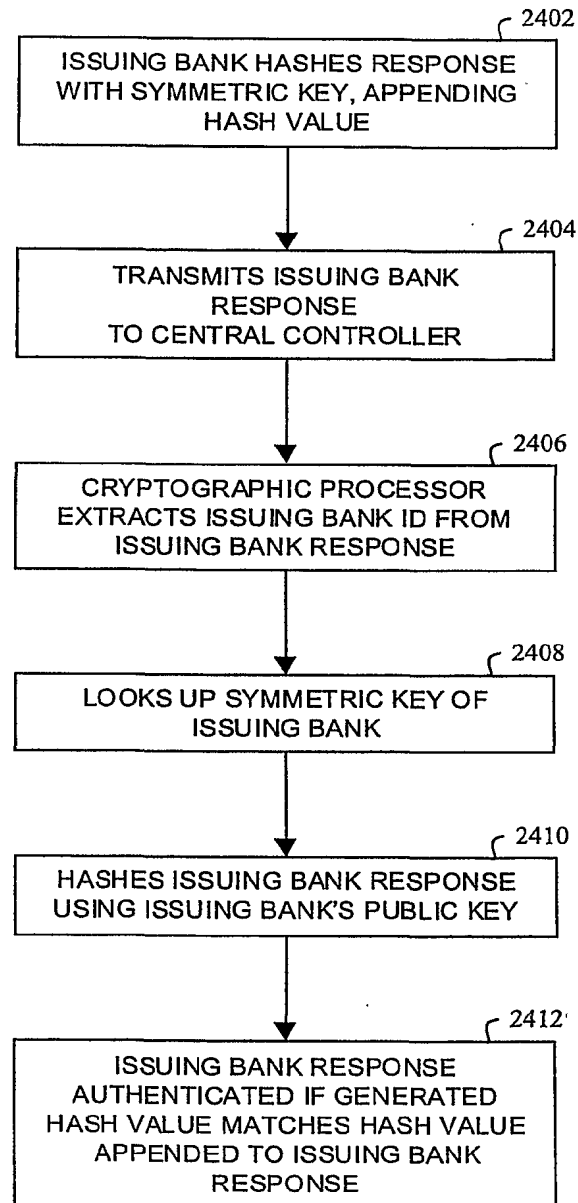 2402
ISSUING BANK HASHES RESPONSE
WITH SYMMETRIC KEY, APPENDING
HASH VALUE
2404
TRANSMITS ISSUING BANK
RESPONSE
TO CENTRAL CONTROLLER
2406
CRYPTOGRAPHIC PROCESSOR
EXTRACTS ISSUING BANK ID FROM
ISSUING BANK RESPONSE
2408
LOOKS UP SYMMETRIC KEY OF
ISSUING BANK
2410
HASHES ISSUING BANK RESPONSE
USING ISSUING BANK'S PUBLIC KEY
2412
ISSUING BANK RESPONSE
AUTHENTICATED IF GENERATED
HASH VALUE MATCHES HASH VALUE
APPENDED TO ISSUING BANK
RESPONSE